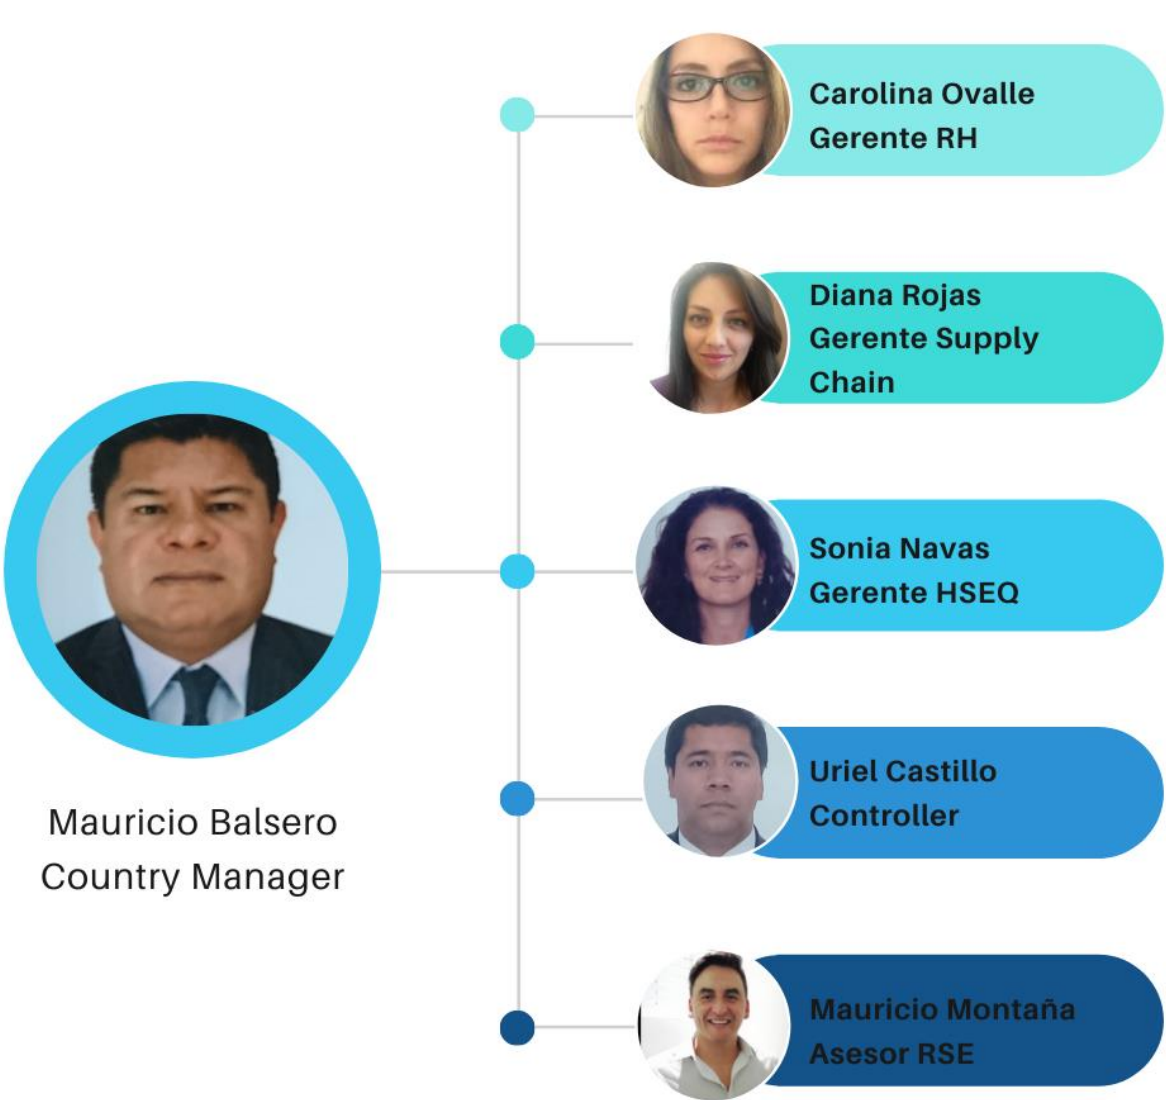 Carolina Ovalle
Gerente RH
Diana Rojas
Gerente Supply
Chain
Sonia Navas
Gerente HSEQ
Uriel Castillo
Controller
Mauricio Montaña
Asesor RSE
Mauricio Balsero
Country Manager